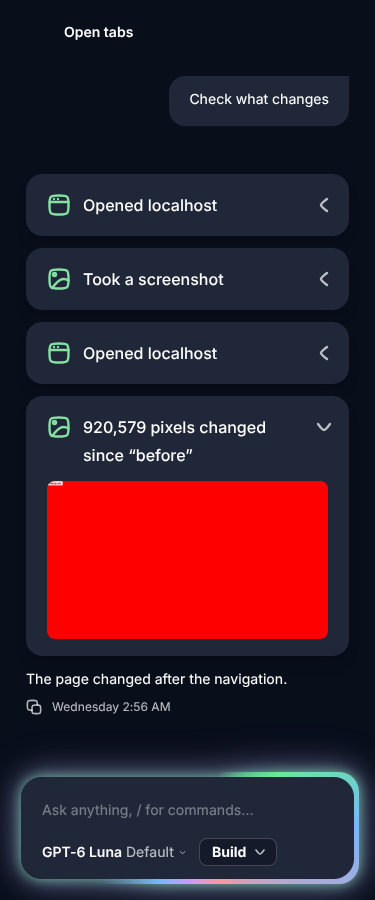 Open tabs
Check what changes
Opened localhost
Took a screenshot
Opened localhost
920,579 pixels changed
since “before”
The page changed after the navigation.
Wednesday 2:56 AM
Ask anything, / for commands...
GPT-6 Luna Default
Build